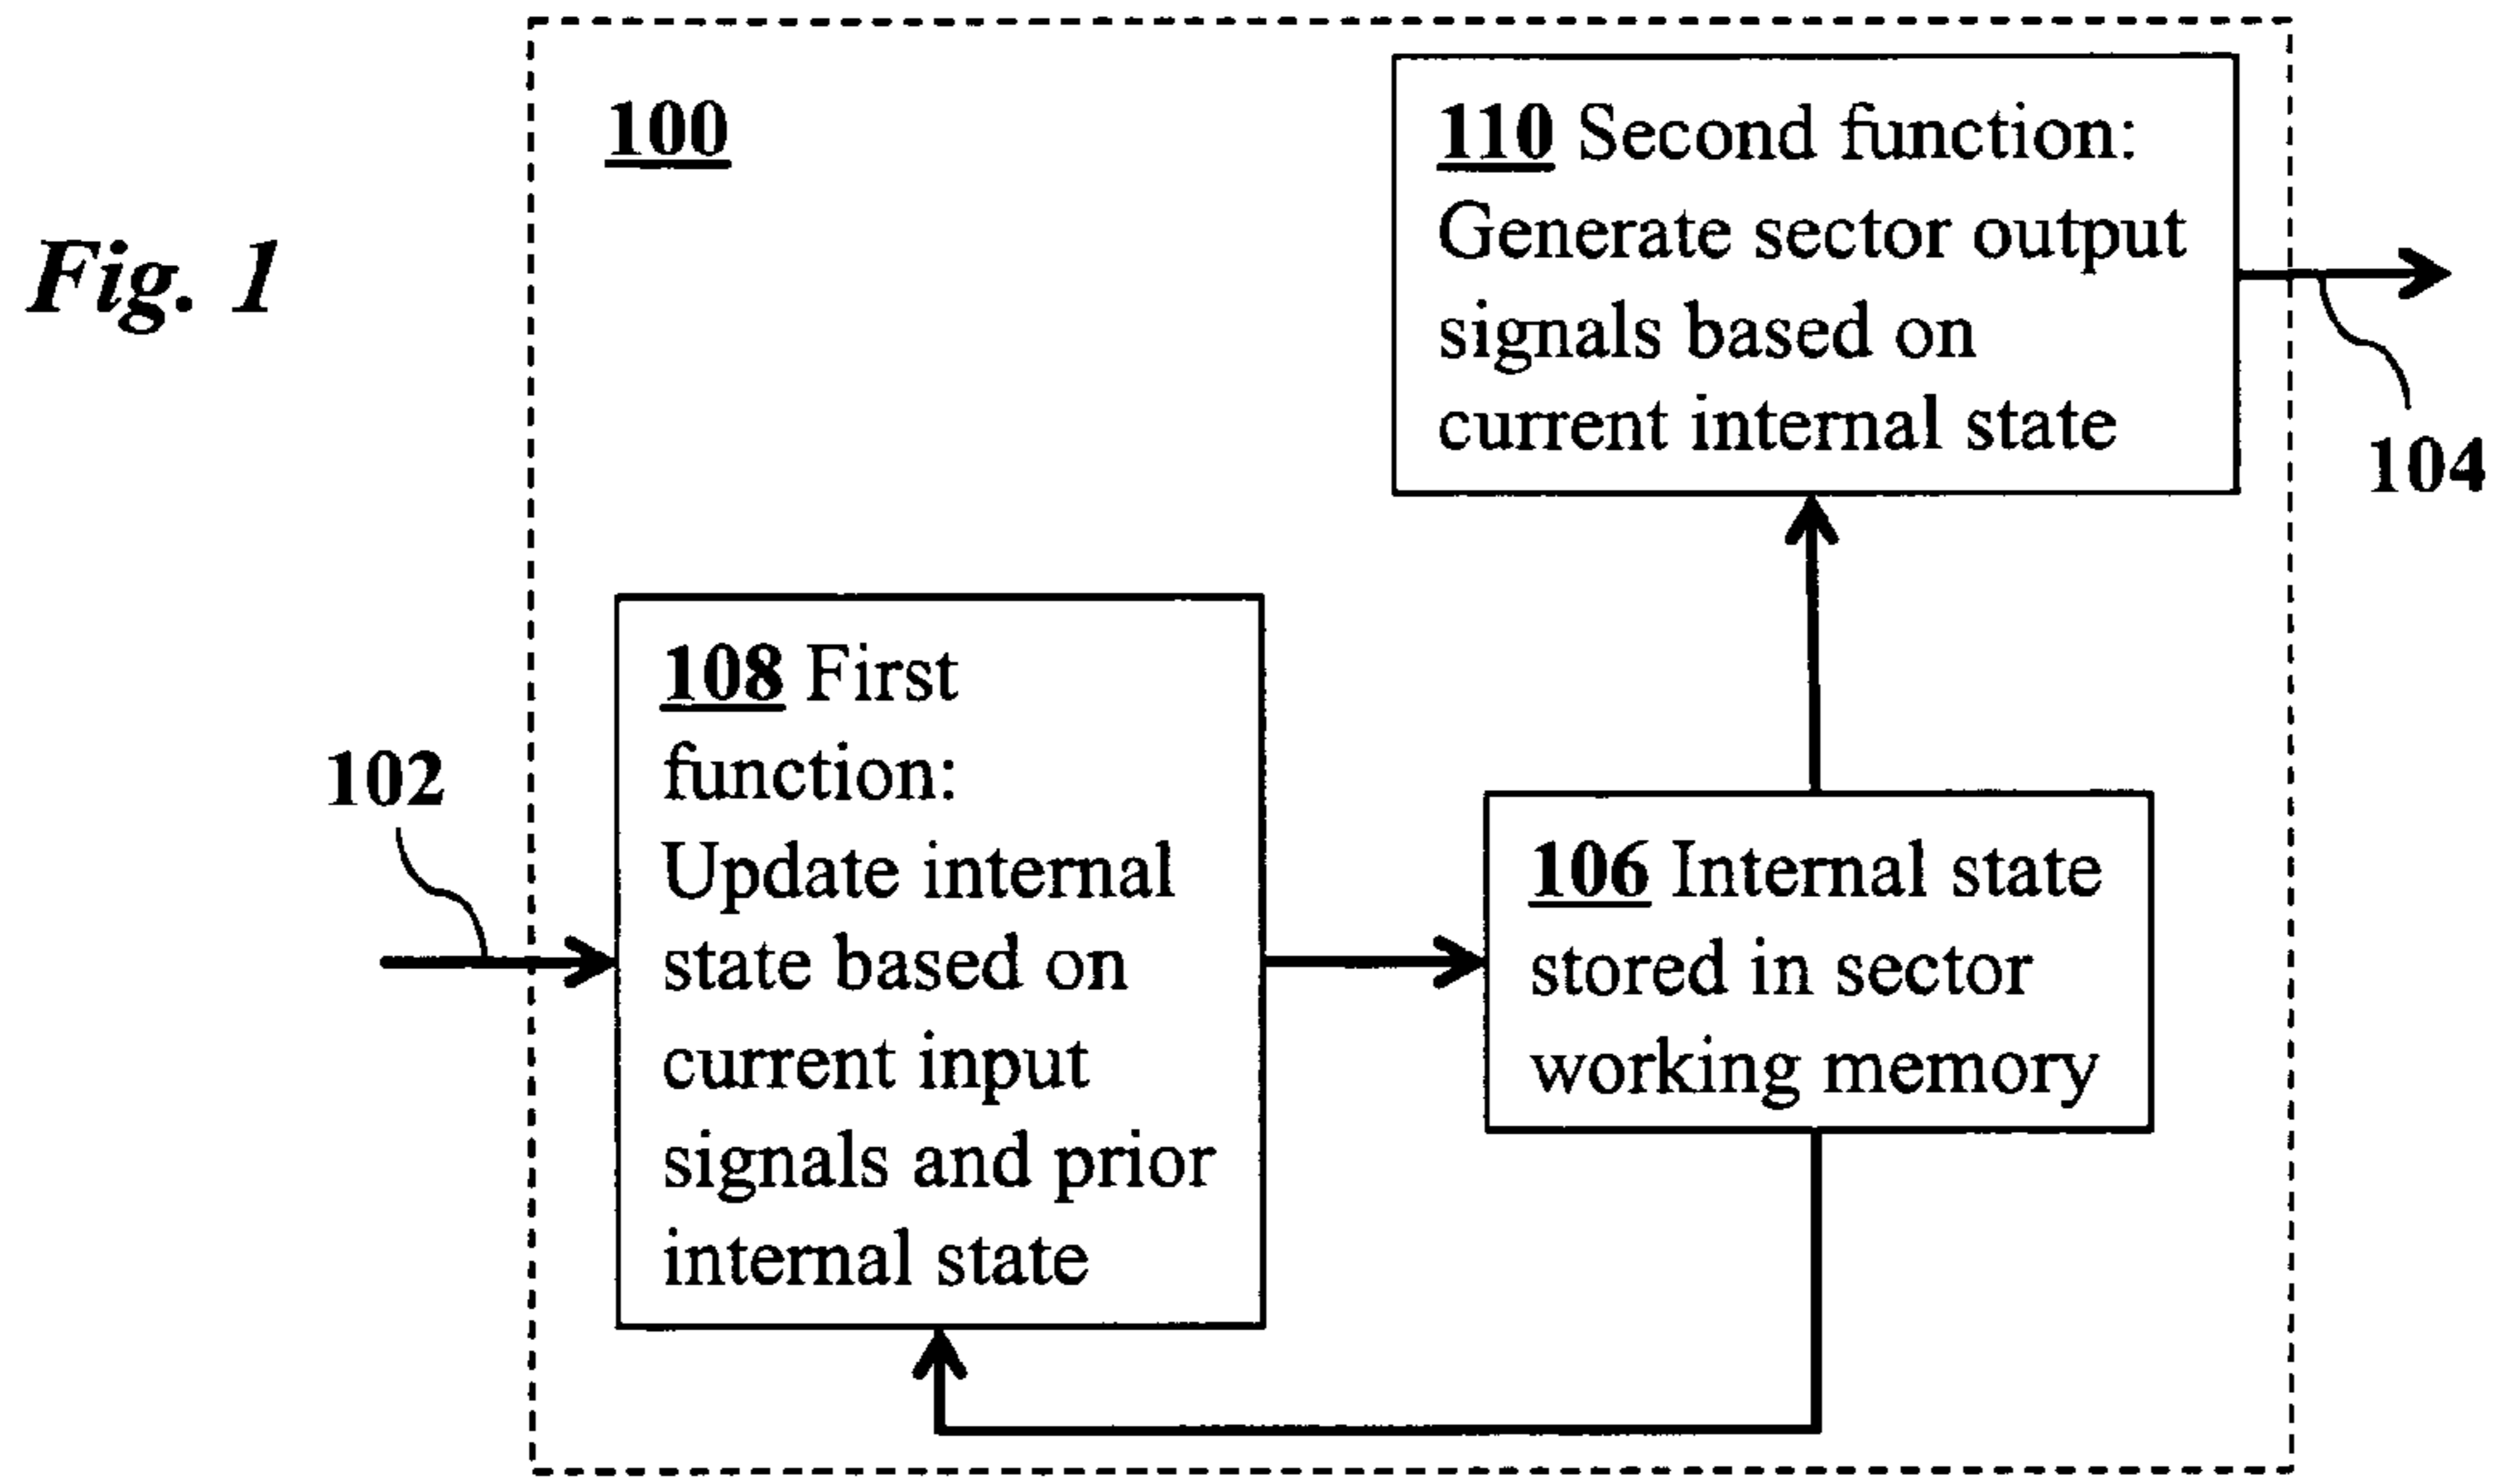 100
110 Second function:
Generate sector output
signals based on
current internal state
Fig. 1
104
108 First
function:
Update internal
state based on
current input
signals and prior
internal state
102
106 Internal state
stored in sector
working memory